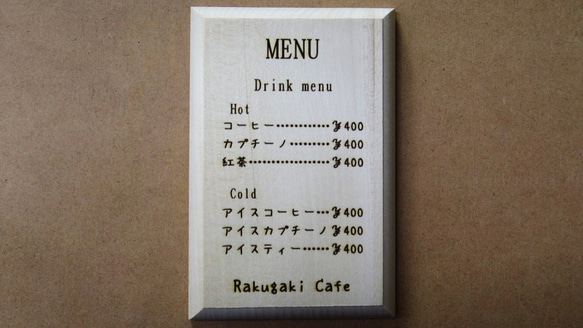 MENU
Drink menu
Hot
コーヒー…………¥400
カプチーノ………¥400
紅茶………………¥400
Cold
アイスコーヒー…¥400
アイスカプチーノ¥400
アイスティー……¥400
Rakugaki Cafe